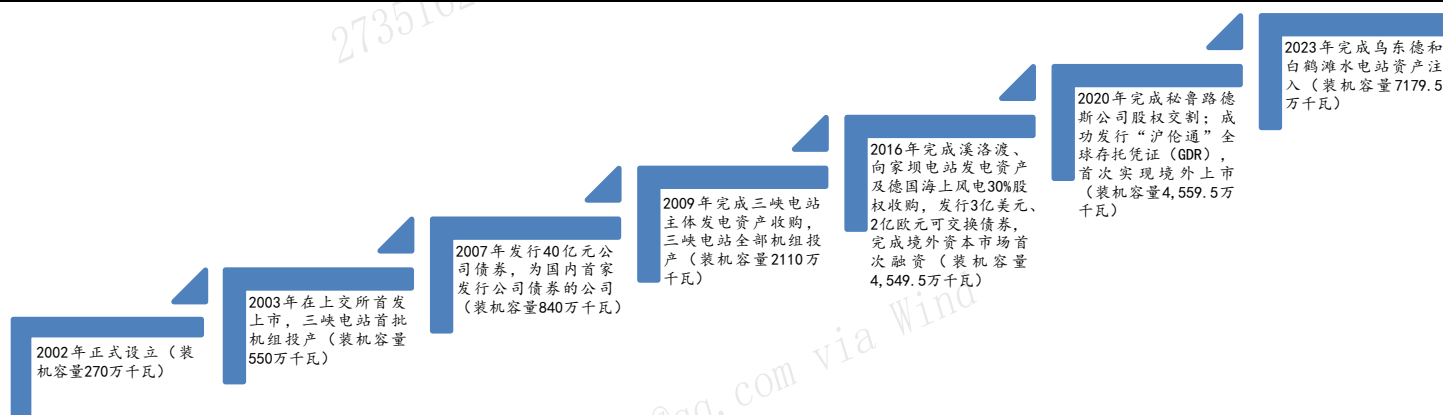 2002年正式设立（装
机容量270万千瓦）
2003年在上交所首发
上市，三峡电站首批
机组投产（装机容量
550万千瓦）
2007年发行40亿元公
司债券，为国内首家
发行公司债券的公司
（装机容量840万千瓦）
2009年完成三峡电站
主体发电资产收购，
三峡电站全部机组投
产（装机容量2110万
千瓦）
2016年完成溪洛渡、
向家坝电站发电资产
及德国海上风电30%股
权收购，发行3亿美元、
2亿欧元可交换债券，
完成境外资本市场首
次融资（装机容量
4,549.5万千瓦）
2020年完成秘鲁路德
斯公司股权交割；成
功发行“沪伦通”全
球存托凭证（GDR），
首次实现境外上市
（装机容量4,559.5万
千瓦）
2023年完成乌东德和
白鹤滩水电站资产注
入（装机容量7179.5
万千瓦）
.com via Wind